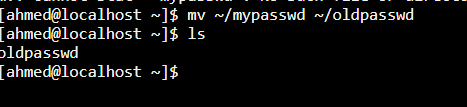 [ahmed@localhost ~]$ mv ~/mypasswd ~/oldpasswd
[ahmed@localhost ~]$ ls
oldpasswd
[ahmed@localhost ~]$